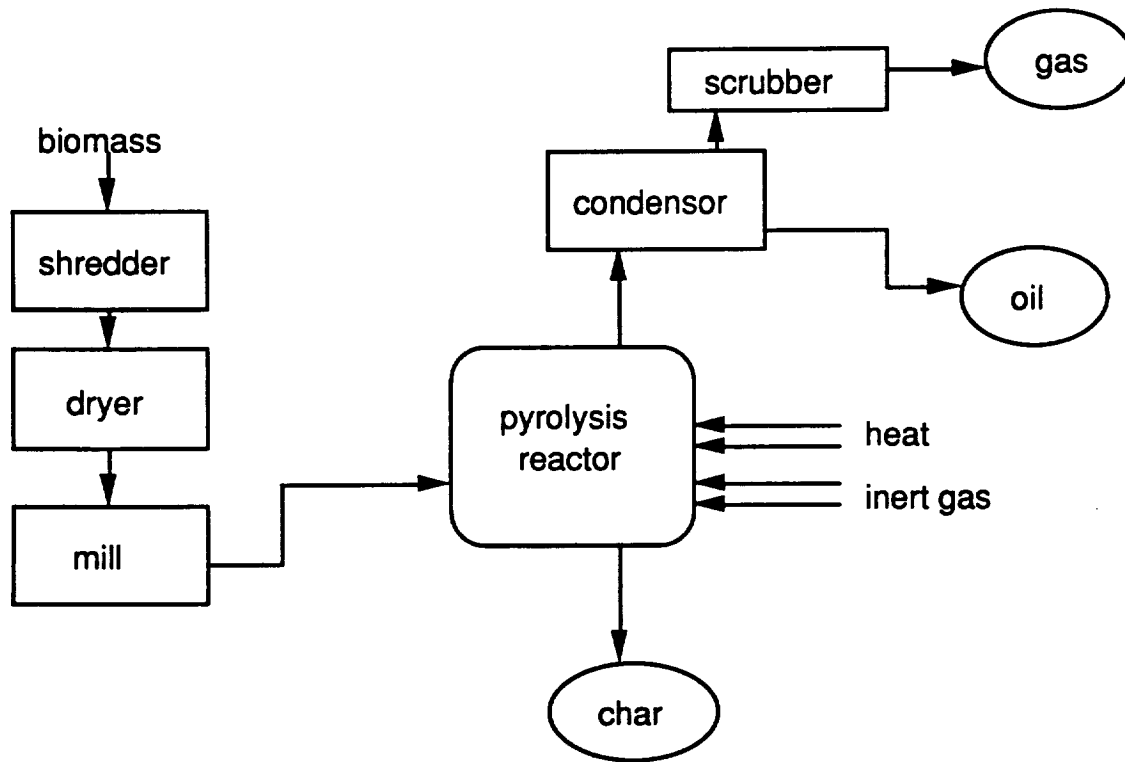 biomass
shredder
dryer
mill
pyrolysis
reactor
heat
inert gas
condensor
scrubber
gas
oil
char